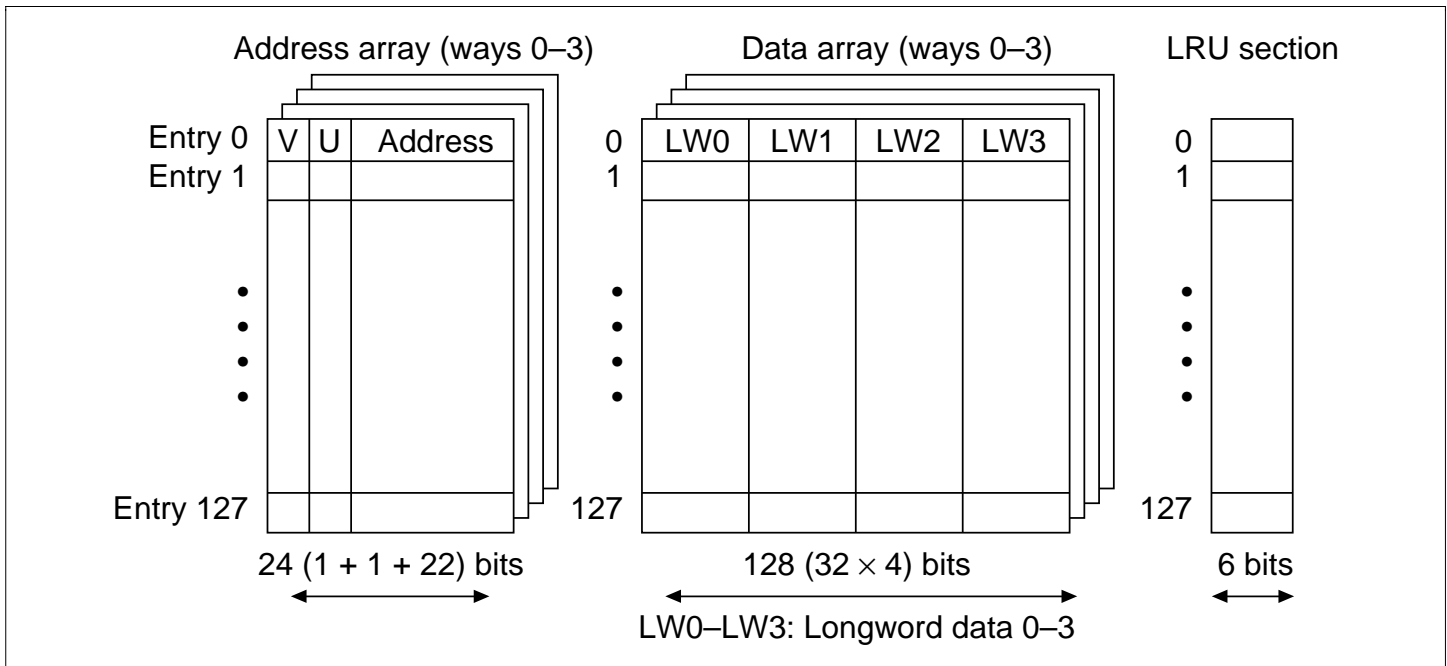 Address array (ways 0–3) Data array (ways 0–3) LRU section
Entry 0 V U Address 0 LW0 LW1 LW2 LW3 0
Entry 1 1 1
Entry 127 127 127
24 (1 + 1 + 22) bits 128 (32 × 4) bits 6 bits
LW0–LW3: Longword data 0–3